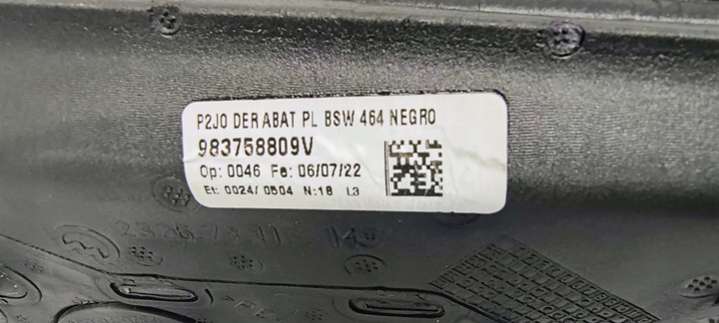 P2JO DER ABAT PL BSW 464 NEGRO
983758809V
Op: 0046 Fe: 06/07/22
Et: 0024/ 0504 N:18 L3